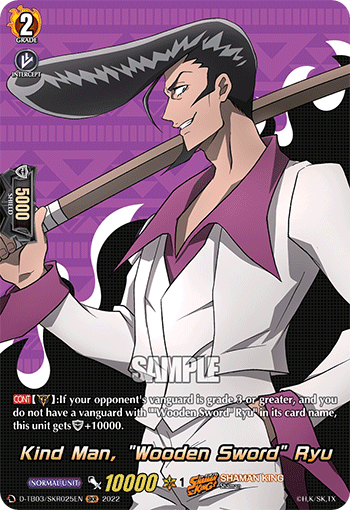 2
GRADE
INTERCEPT
5000
SHIELD
SAMPLE
CONT【】:If your opponent's vanguard is grade 3 or greater, and you
do not have a vanguard with "“Wooden Sword” Ryu" in its card name,
this unit gets +10000.
Kind Man, "Wooden Sword" Ryu
NORMAL UNIT
10000
1
SHAMAN KING
SHAMAN KING
D-TB03/SKR025EN SKR 2022
©H,K/SK,TX